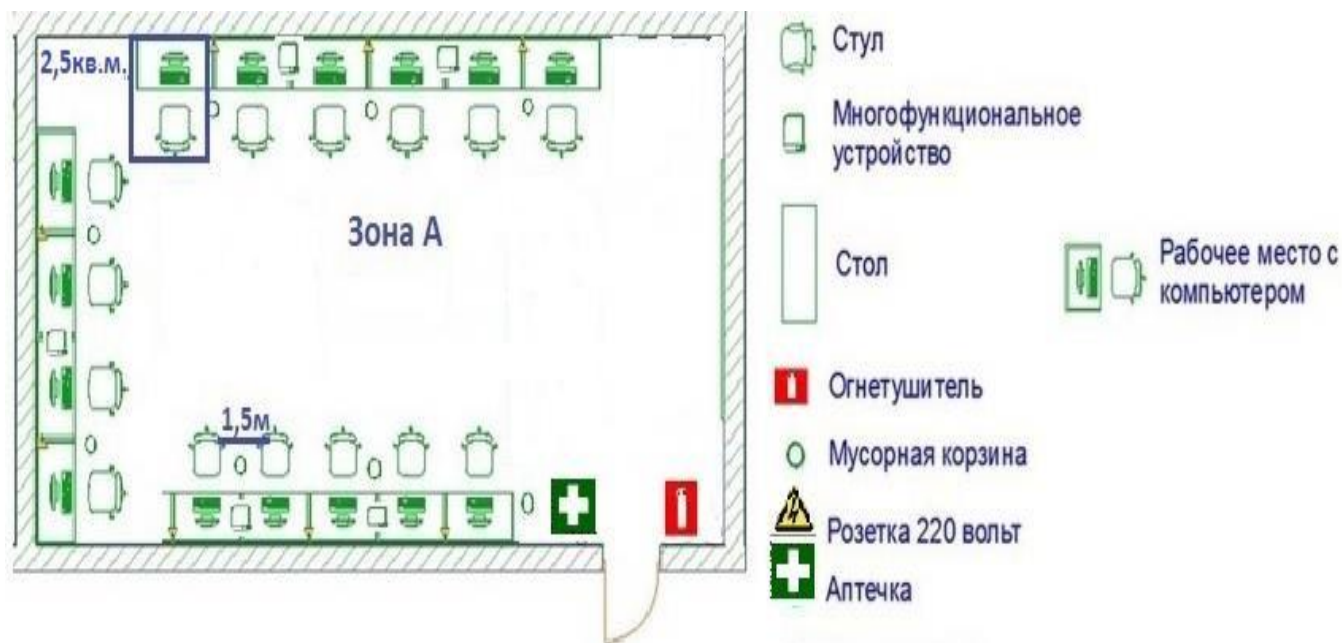 2,5кв.м.
Зона А
1,5м
Стул
Многофункциональное
устройство
Стол
Рабочее место с
компьютером
Огнетушитель
Мусорная корзина
Розетка 220 вольт
Аптечка